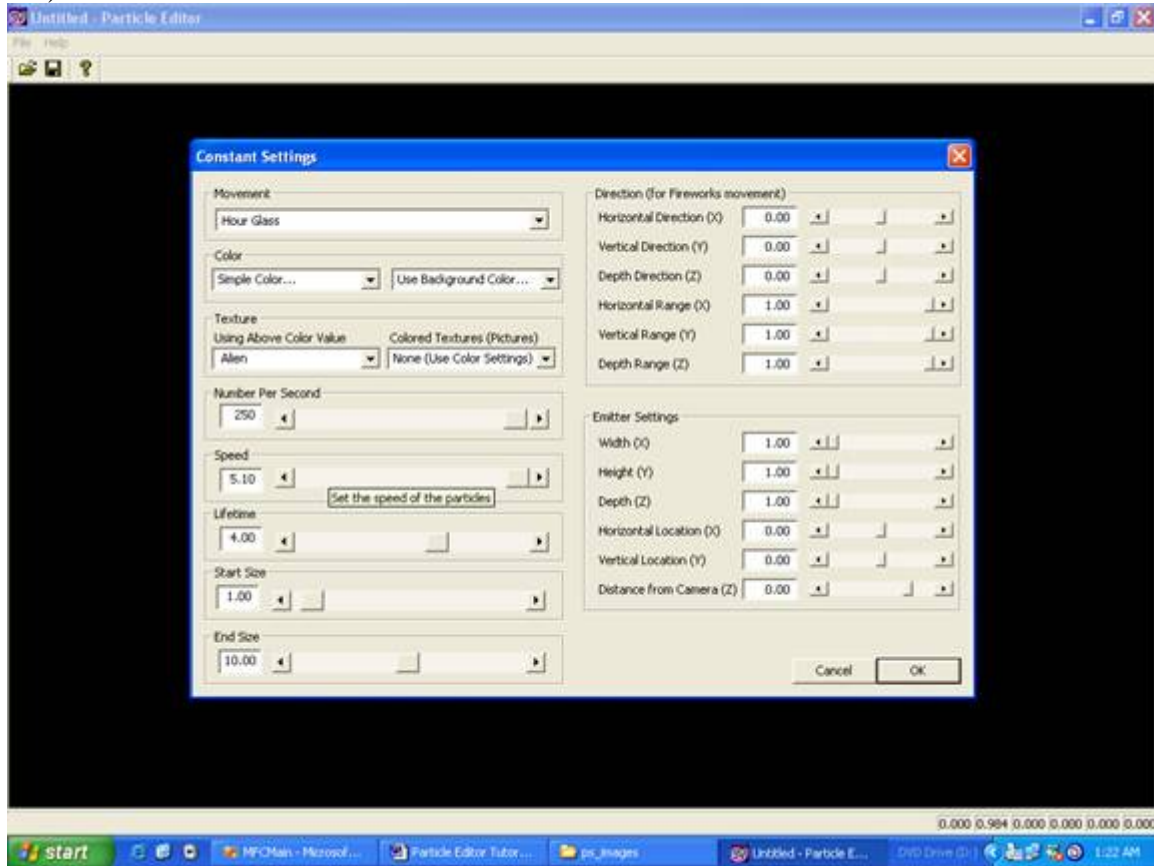 Untitled - Particle Editor
File Help
Constant Settings
Movement
Hour Glass
Color
Simple Color... Use Background Color...
Texture
Using Above Color Value Colored Textures (Pictures)
Alien None (Use Color Settings)
Number Per Second
250
Speed
5.10
Set the speed of the particles
Lifetime
4.00
Start Size
1.00
End Size
10.00
Direction (for Fireworks movement)
Horizontal Direction (X) 0.00
Vertical Direction (Y) 0.00
Depth Direction (Z) 0.00
Horizontal Range (X) 1.00
Vertical Range (Y) 1.00
Depth Range (Z) 1.00
Emitter Settings
Width (X) 1.00
Height (Y) 1.00
Depth (Z) 1.00
Horizontal Location (X) 0.00
Vertical Location (Y) 0.00
Distance from Camera (Z) 0.00
Cancel OK
0.000 0.984 0.000 0.000 0.000 0.000
start MFCMain - Microsof... Particle Editor Tutor... ps_images Untitled - Particle E... DVD Drive (D:) 1:22 AM